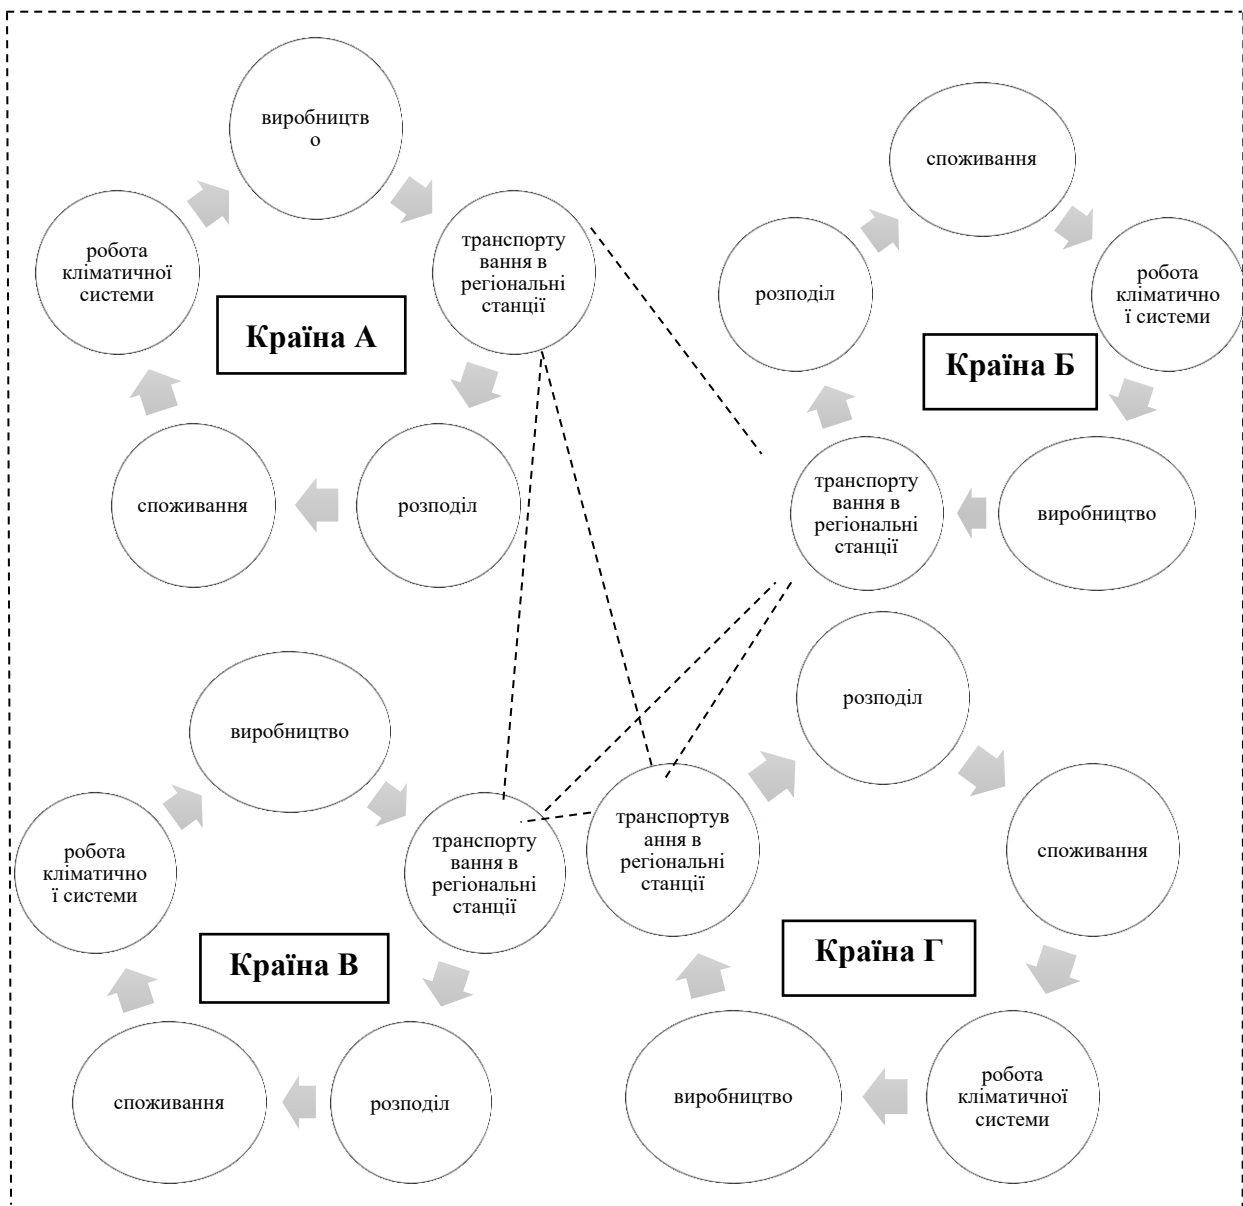 виробництв
о
робота
кліматичної
системи
транспорту
вання в
регіональні
станції
Країна А
споживання
розподіл
споживання
розподіл
робота
кліматично
ї системи
Країна Б
транспорту
вання в
регіональні
станції
виробництво
виробництво
робота
кліматично
ї системи
транспорту
вання в
регіональні
станції
Країна В
споживання
розподіл
розподіл
транспортув
ання в
регіональні
станції
споживання
Країна Г
виробництво
робота
кліматичної
системи